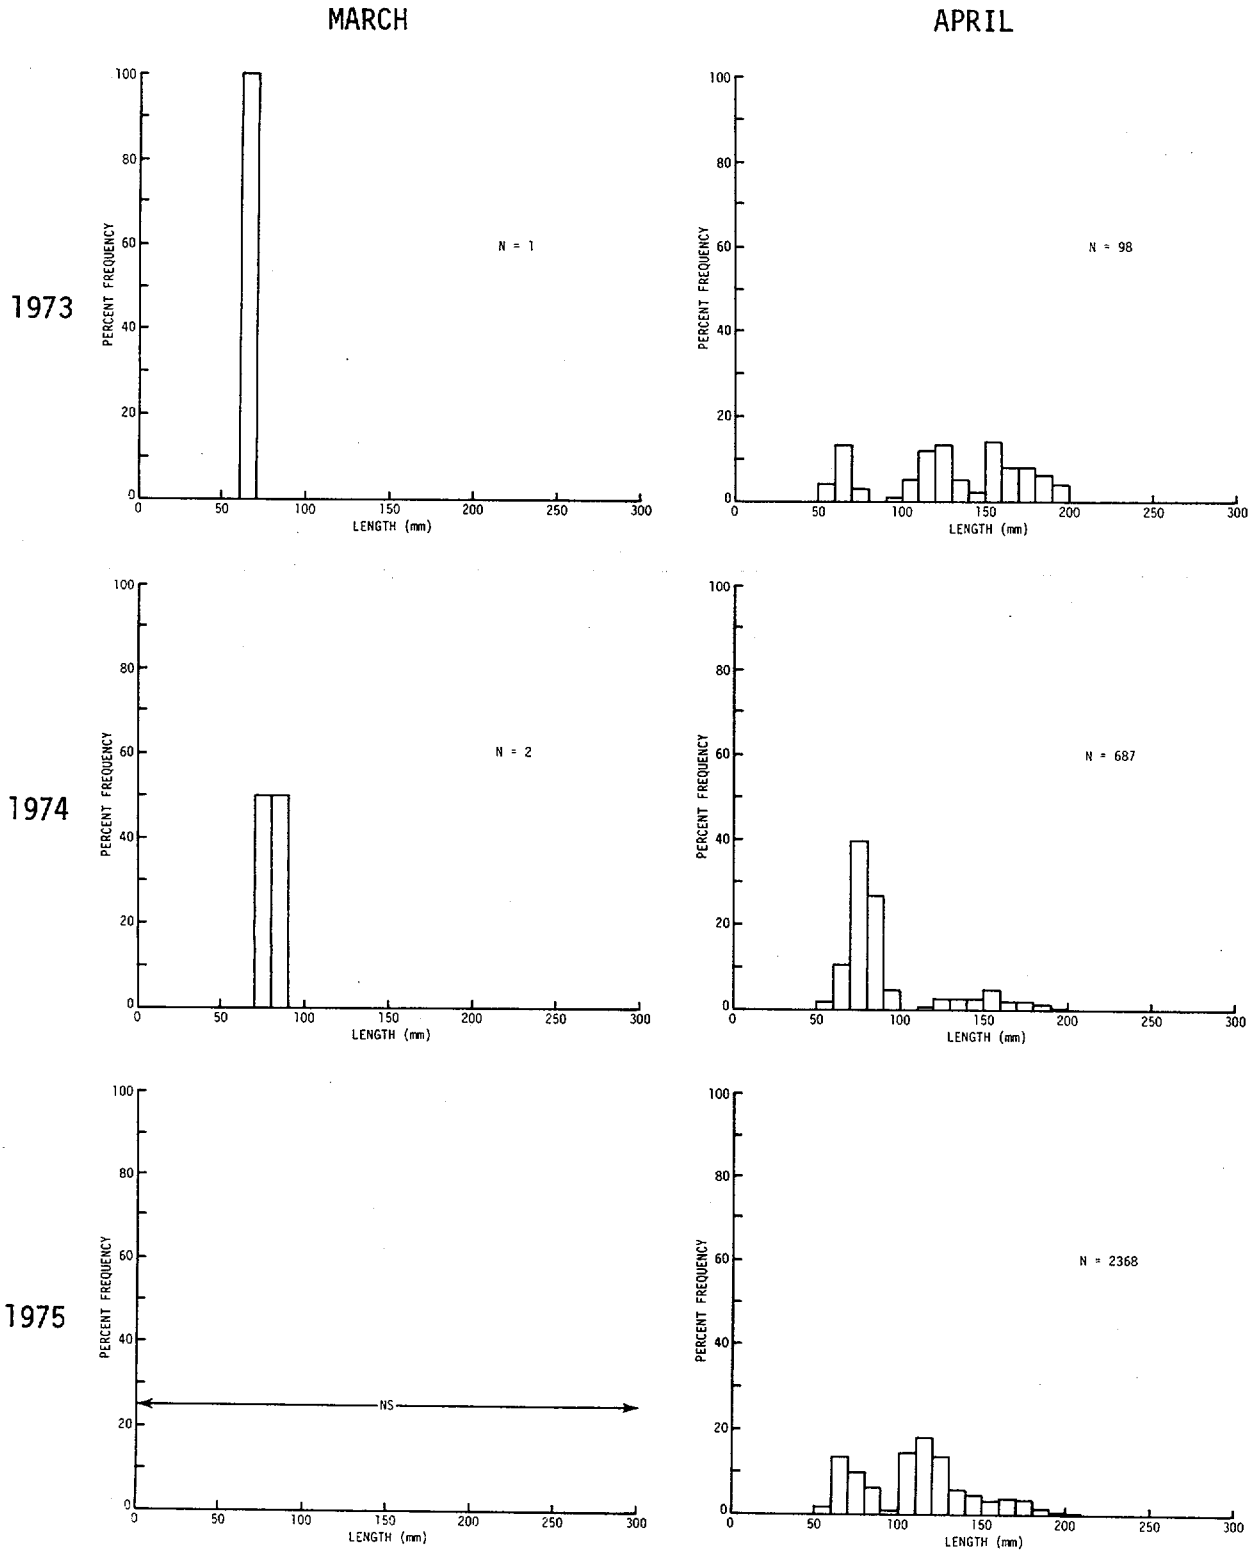 MARCH
APRIL
1973
PERCENT FREQUENCY
100
80
60
40
20
0
N = 1
0 50 100 150 200 250 300
LENGTH (mm)
PERCENT FREQUENCY
100
80
60
40
20
0
N = 98
0 50 100 150 200 250 300
LENGTH (mm)
1974
PERCENT FREQUENCY
100
80
60
40
20
0
N = 2
0 50 100 150 200 250 300
LENGTH (mm)
PERCENT FREQUENCY
100
80
60
40
20
0
N = 687
0 50 100 150 200 250 300
LENGTH (mm)
1975
PERCENT FREQUENCY
100
80
60
40
20
0
NS
0 50 100 150 200 250 300
LENGTH (mm)
PERCENT FREQUENCY
100
80
60
40
20
0
N = 2368
0 50 100 150 200 250 300
LENGTH (mm)